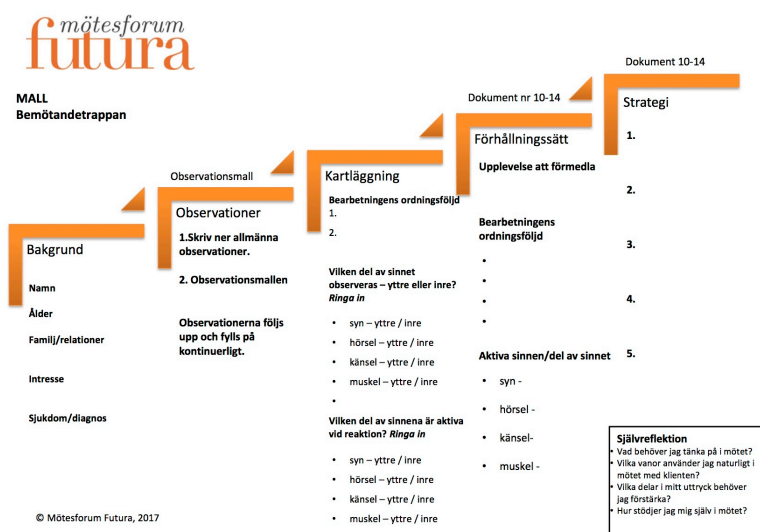 mötesforum
futura
MALL
Bemötandetrappan
Bakgrund
Namn
Ålder
Familj/relationer
Intresse
Sjukdom/diagnos
Observationsmall
Observationer
1.Skriv ner allmänna
observationer.
2. Observationsmallen
Observationerna följs
upp och fylls på
kontinuerligt.
Kartläggning
Bearbetningens ordningsföljd
1.
2.
Vilken del av sinnet
observeras – yttre eller inre?
Ringa in
• syn – yttre / inre
• hörsel – yttre / inre
• känsel – yttre / inre
• muskel – yttre / inre
•
Vilken del av sinnena är aktiva
vid reaktion? Ringa in
• syn – yttre / inre
• hörsel – yttre / inre
• känsel – yttre / inre
• muskel – yttre / inre
Dokument nr 10-14
Förhållningssätt
Upplevelse att förmedla
Bearbetningens
ordningsföljd
•
•
•
•
Aktiva sinnen/del av sinnet
• syn -
• hörsel -
• känsel-
• muskel -
Dokument 10-14
Strategi
1.
2.
3.
4.
5.
Självreflektion
• Vad behöver jag tänka på i mötet?
• Vilka vanor använder jag naturligt i
mötet med klienten?
• Vilka delar i mitt uttryck behöver
jag förstärka?
• Hur stödjer jag mig själv i mötet?
© Mötesforum Futura, 2017